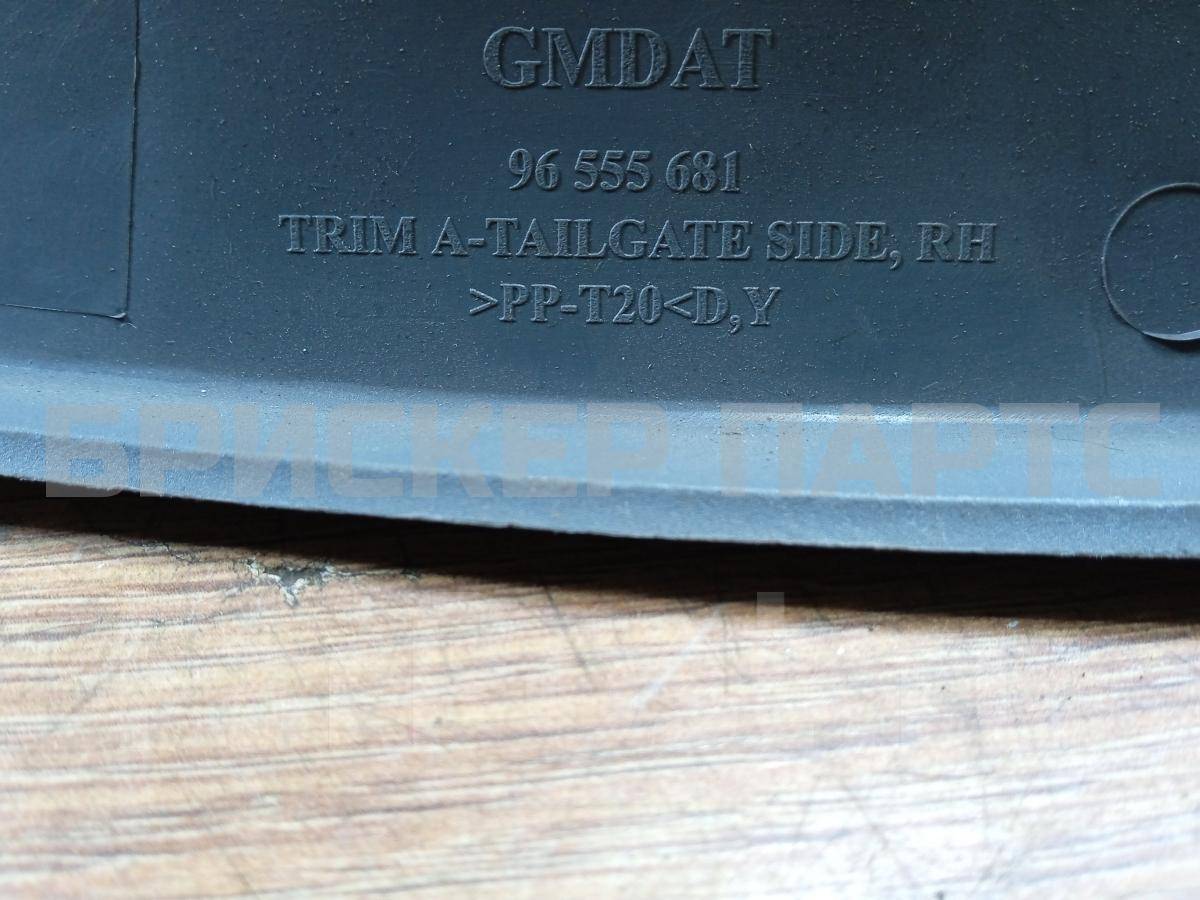 GMDAT
96 555 681
TRIM A-TAILGATE SIDE, RH
>PP-T20<D,Y
БРИСКЕР ПАРТС